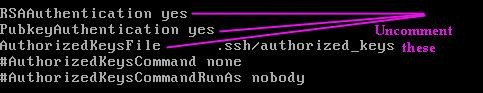 RSAAuthentication yes
PubkeyAuthentication yes
AuthorizedKeysFile .ssh/authorized_keys
#AuthorizedKeysCommand none
#AuthorizedKeysCommandRunAs nobody
Uncomment
these